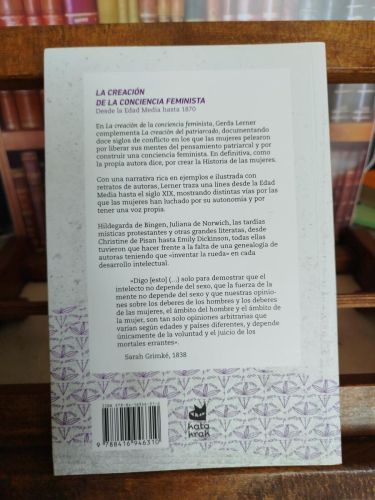 LA CREACIÓN
DE LA CONCIENCIA FEMINISTA
Desde la Edad Media hasta 1870
En La creación de la conciencia feminista, Gerda Lerner
complementa La creación del patriarcado, documentando
doce siglos de conflicto en los que las mujeres pelearon
por liberar sus mentes del pensamiento patriarcal y por
construir una conciencia feminista. En definitiva, como
la propia autora dice, por crear la Historia de las mujeres.
Con una narrativa rica en ejemplos e ilustrada con
retratos de autoras, Lerner traza una línea desde la Edad
Media hasta el siglo XIX, mostrando distintas vías por las
que las mujeres han luchado por su autonomía y por
tener una voz propia.
Hildegarda de Bingen, Juliana de Norwich, las tardías
místicas protestantes y otras grandes literatas, desde
Christine de Pisan hasta Emily Dickinson, todas ellas
tuvieron que hacer frente a la falta de una genealogía de
autoras teniendo que «inventar la rueda» en cada
desarrollo intelectual.
«Digo [esto] (...) solo para demostrar que el
intelecto no depende del sexo, que la fuerza de la
mente no depende del sexo y que nuestras opinio-
nes sobre los deberes de los hombres y los deberes
de las mujeres, el ámbito del hombre y el ámbito de
la mujer, son tan solo opiniones arbitrarias que
varían según edades y países diferentes, y dependen
únicamente de la voluntad y el juicio de los
mortales errantes».
Sarah Grimké, 1838
9 788416 946310
kata
krak